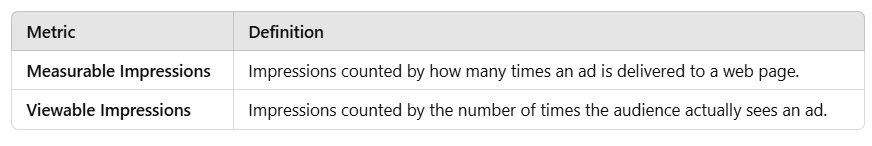 Metric Definition
Measurable Impressions Impressions counted by how many times an ad is delivered to a web page.
Viewable Impressions Impressions counted by the number of times the audience actually sees an ad.